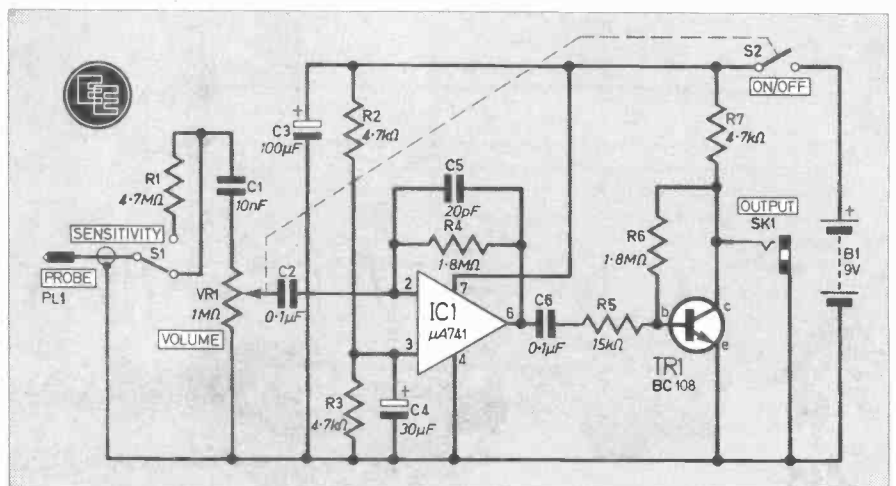 EE
S2
ON/OFF
R2
4·7kΩ
C3
100µF
+
R7
4·7kΩ
R1
4·7MΩ
C1
10nF
C5
20pF
R4
1·8MΩ
R6
1·8MΩ
OUTPUT
SK1
+
B1
9V
SENSITIVITY
S1
PROBE
PL1
VR1
1MΩ
VOLUME
C2
0·1µF
2
7
IC1
µA741
6
3
4
C6
0·1µF
R5
15kΩ
b
c
e
TR1
BC108
R3
4·7kΩ
+
C4
30µF